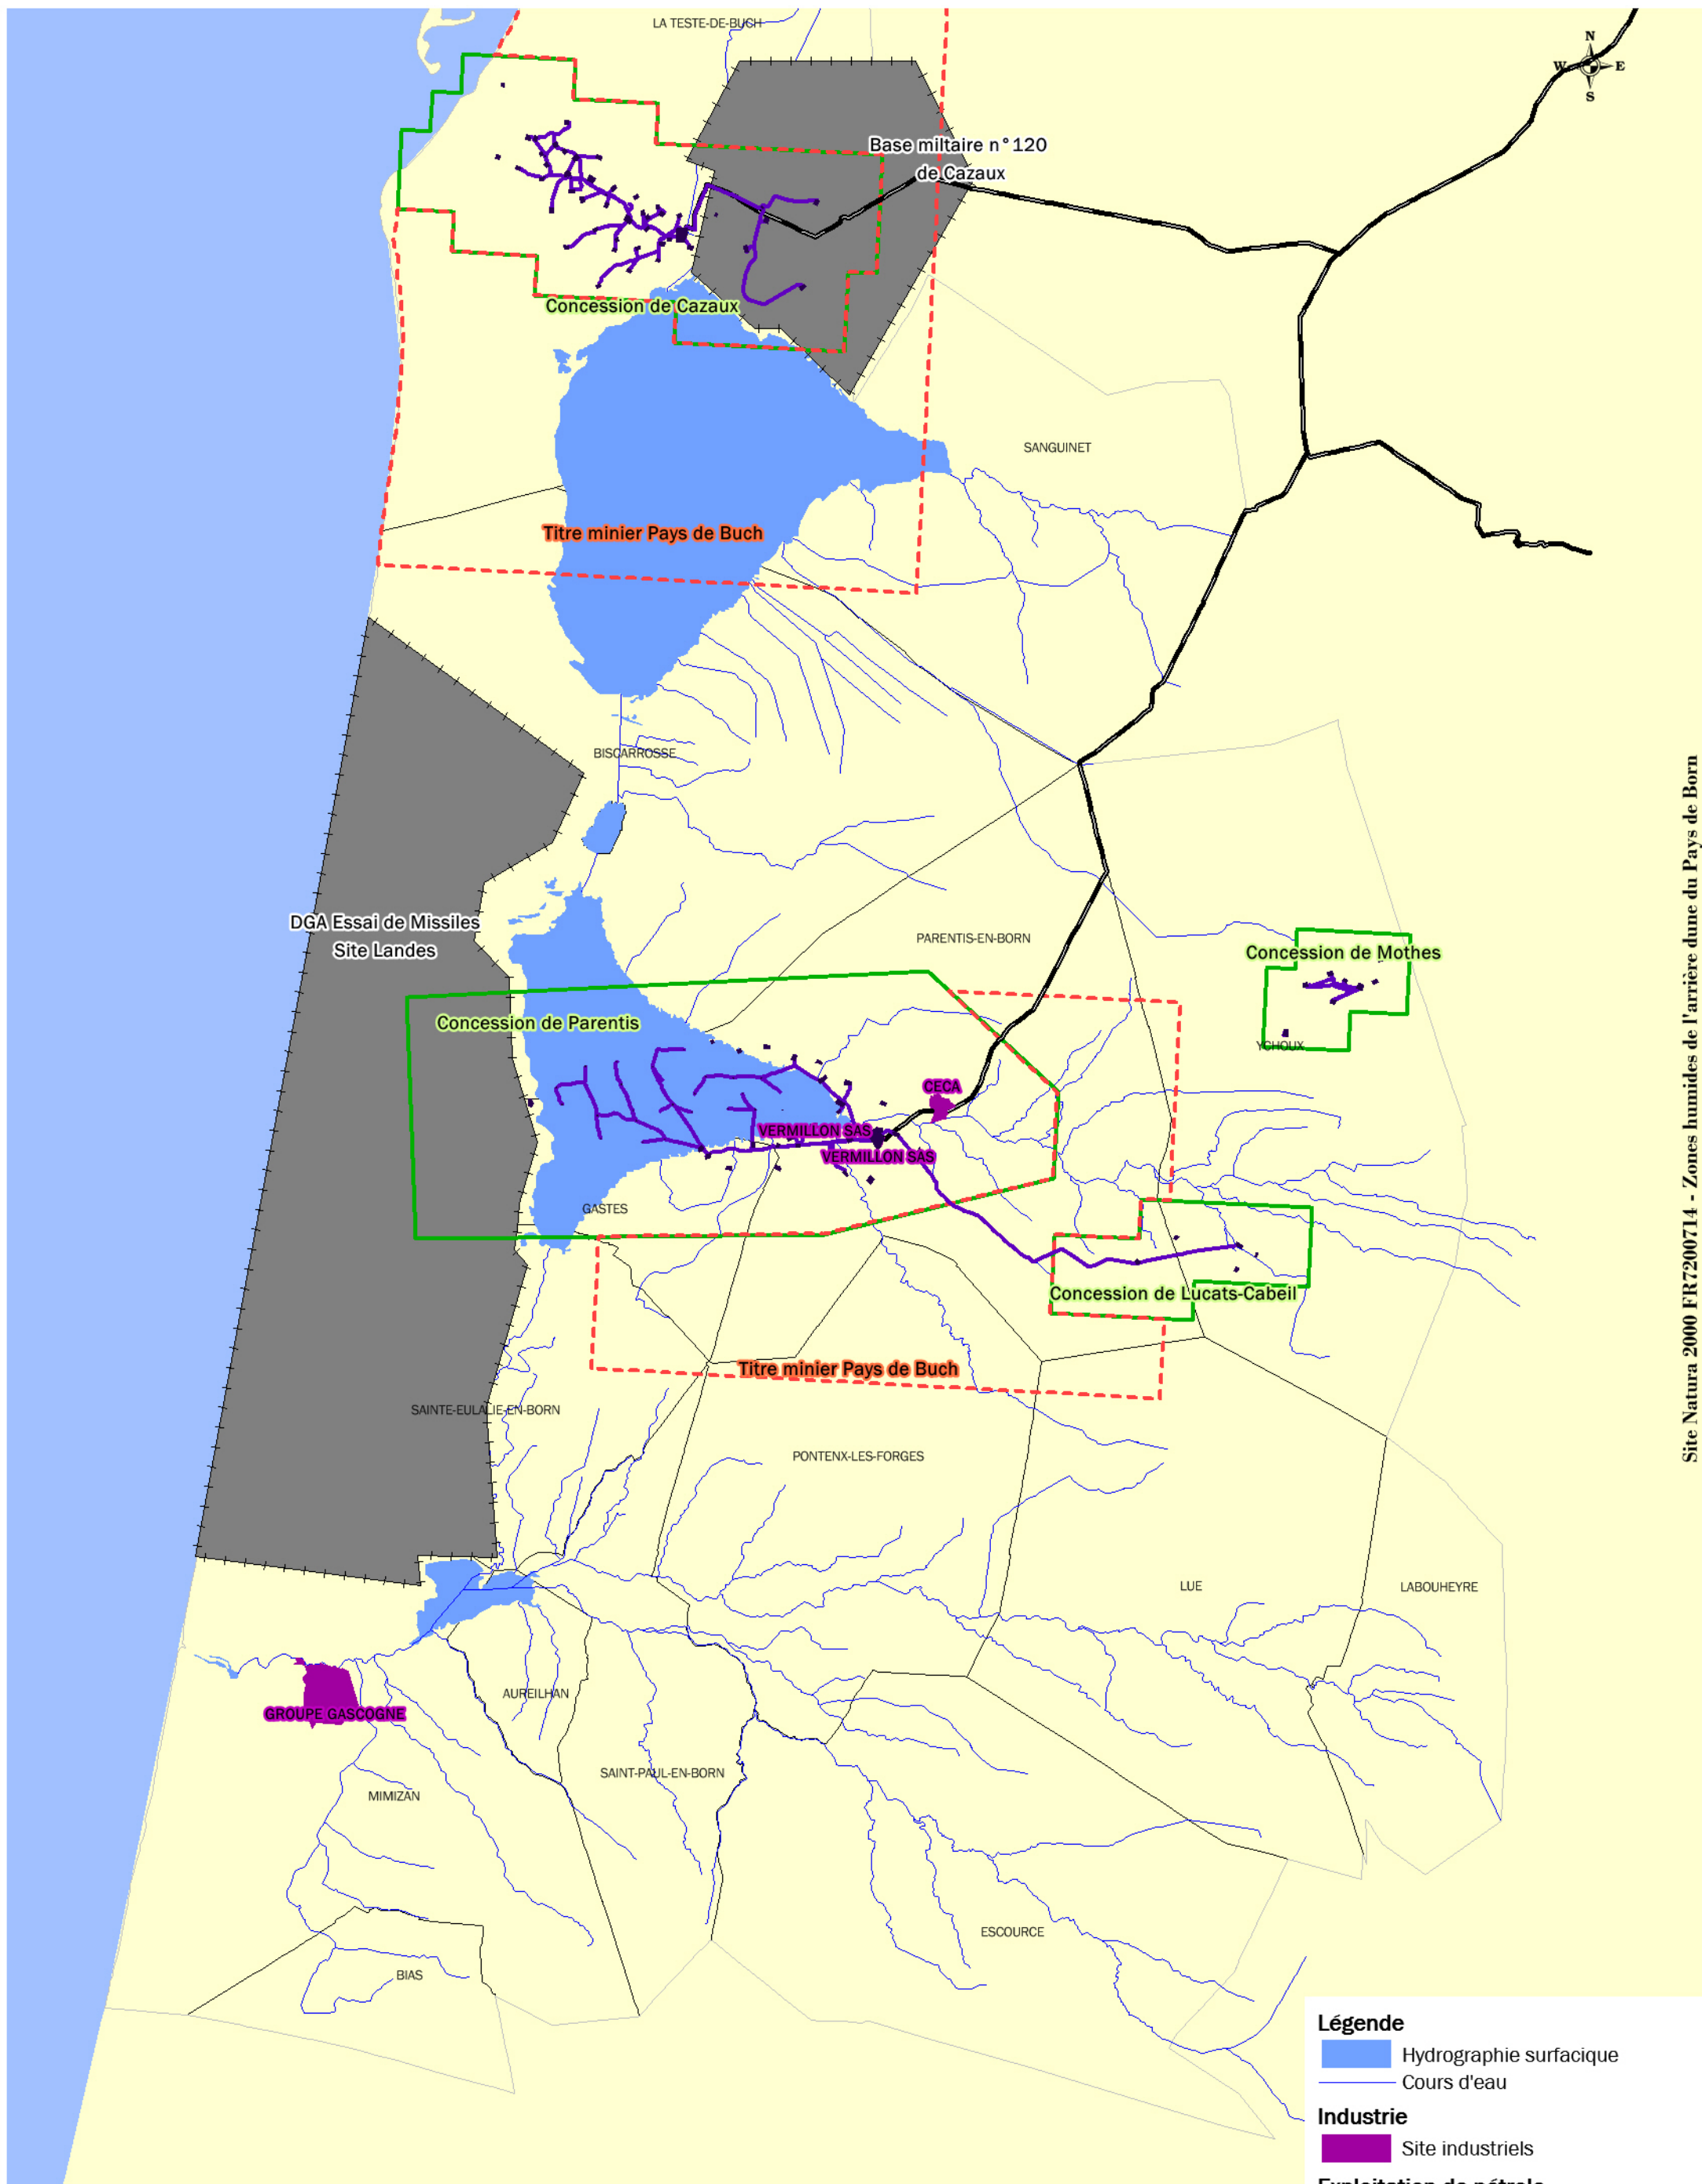 LA TESTE-DE-BUCH
N
W E
S
Base miltaire n°120
de Cazaux
Concession de Cazaux
SANGUINET
Titre minier Pays de Buch
BISCARROSSE
DGA Essai de Missiles
Site Landes
PARENTIS-EN-BORN
Concession de Mothes
Concession de Parentis
YCHOUX
CECA
VERMILLON SAS
VERMILLON SAS
GASTES
Concession de Lucats-Cabeil
Titre minier Pays de Buch
SAINTE-EULALIE-EN-BORN
PONTENX-LES-FORGES
LUE
LABOUHEYRE
AUREILHAN
GROUPE GASCOGNE
SAINT-PAUL-EN-BORN
MIMIZAN
ESCOURCE
BIAS
Site Natura 2000 FR7200714 - Zones humides de l'arrière dune du Pays de Born
Légende
Hydrographie surfacique
Cours d'eau
Industrie
Site industriels
Exploitation de pétrole